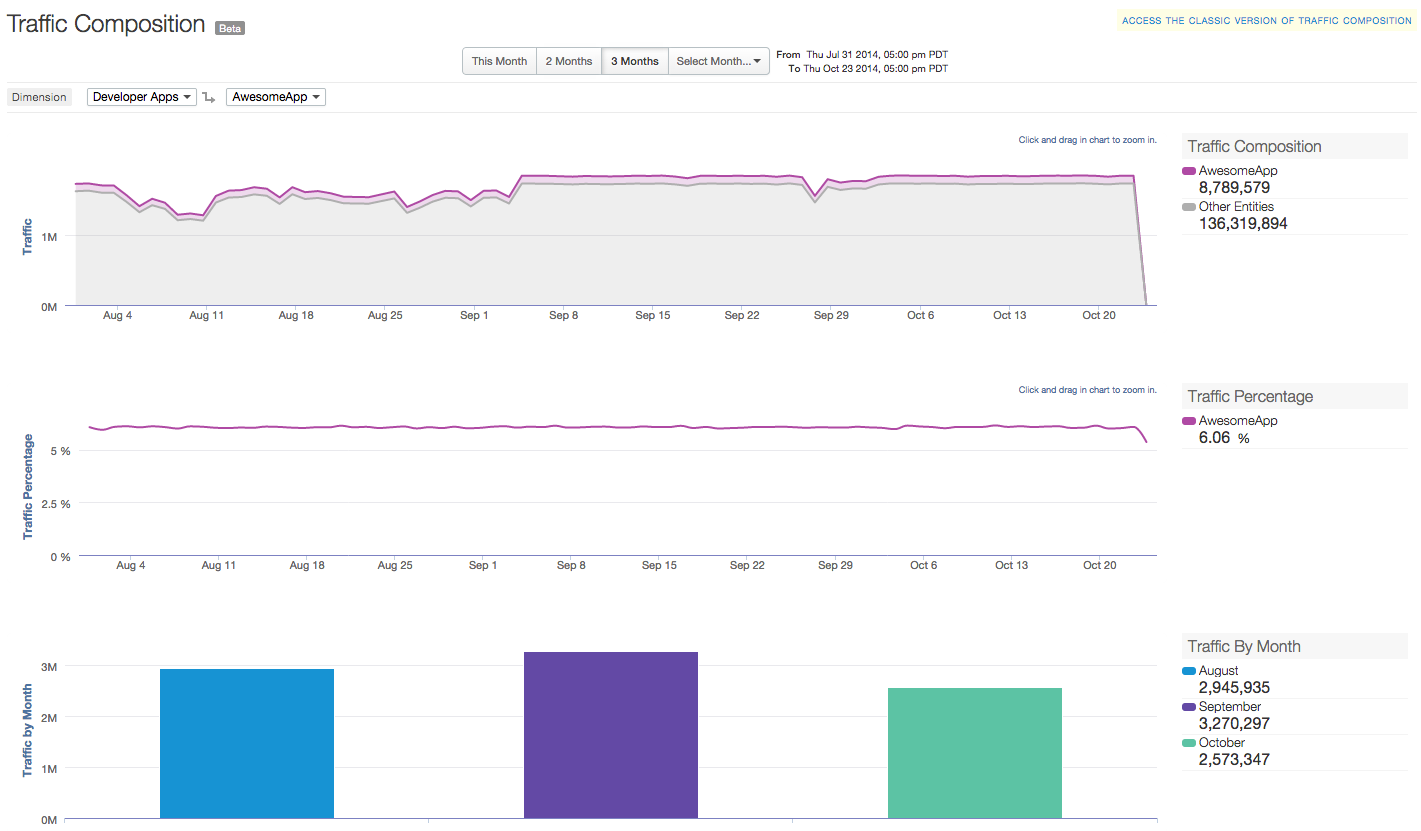 Traffic Composition Beta
ACCESS THE CLASSIC VERSION OF TRAFFIC COMPOSITION
This Month 2 Months 3 Months Select Month...
From Thu Jul 31 2014, 05:00 pm PDT
To Thu Oct 23 2014, 05:00 pm PDT
Dimension Developer Apps AwesomeApp
Click and drag in chart to zoom in.
Traffic
1M
0M
Aug 4 Aug 11 Aug 18 Aug 25 Sep 1 Sep 8 Sep 15 Sep 22 Sep 29 Oct 6 Oct 13 Oct 20
Traffic Composition
AwesomeApp
8,789,579
Other Entities
136,319,894
Click and drag in chart to zoom in.
Traffic Percentage
5 %
2.5 %
0 %
Aug 4 Aug 11 Aug 18 Aug 25 Sep 1 Sep 8 Sep 15 Sep 22 Sep 29 Oct 6 Oct 13 Oct 20
Traffic Percentage
AwesomeApp
6.06 %
Traffic by Month
3M
2M
1M
0M
Traffic By Month
August
2,945,935
September
3,270,297
October
2,573,347